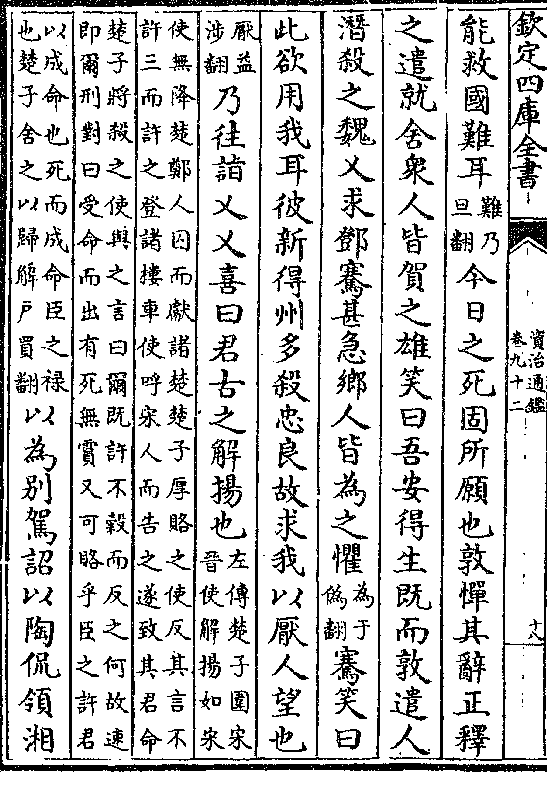 欽定四庫全書
資治通鑑
卷九十二
十八
能救國難耳難乃旦翻今日之死固所願也敦憚其辭正釋
之遣就舍衆人皆賀之雄笑曰吾安得生既而敦遣人
潛殺之魏乂求鄧騫甚急鄉人皆為之懼為于偽翻騫笑曰
此欲用我耳彼新得州多殺忠良故求我以厭人望也
厭益涉翻乃往詣乂乂喜曰君古之解揚也左傳楚子圍宋晉使解揚如宋
使無降楚鄭人囚而獻諸楚楚子厚賂之使反其言不
許三而許之登諸樓車使呼宋人而告之遂致其君命
楚子將殺之使與之言曰爾既許不穀而反之何故速
即爾刑對曰受命而出有死無霣又可賂乎臣之許君
以成命也死而成命臣之禄也楚子舍之以歸解戶買翻以為别駕詔以陶侃領湘